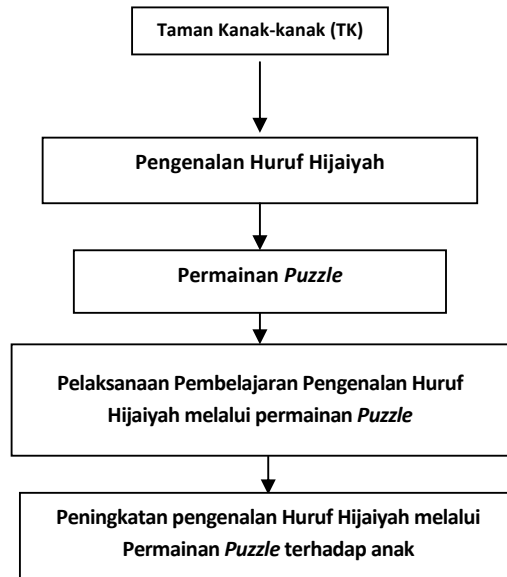 Taman Kanak-kanak (TK)
Pengenalan Huruf Hijaiyah
Permainan Puzzle
Pelaksanaan Pembelajaran Pengenalan Huruf
Hijaiyah melalui permainan Puzzle
Peningkatan pengenalan Huruf Hijaiyah melalui
Permainan Puzzle terhadap anak